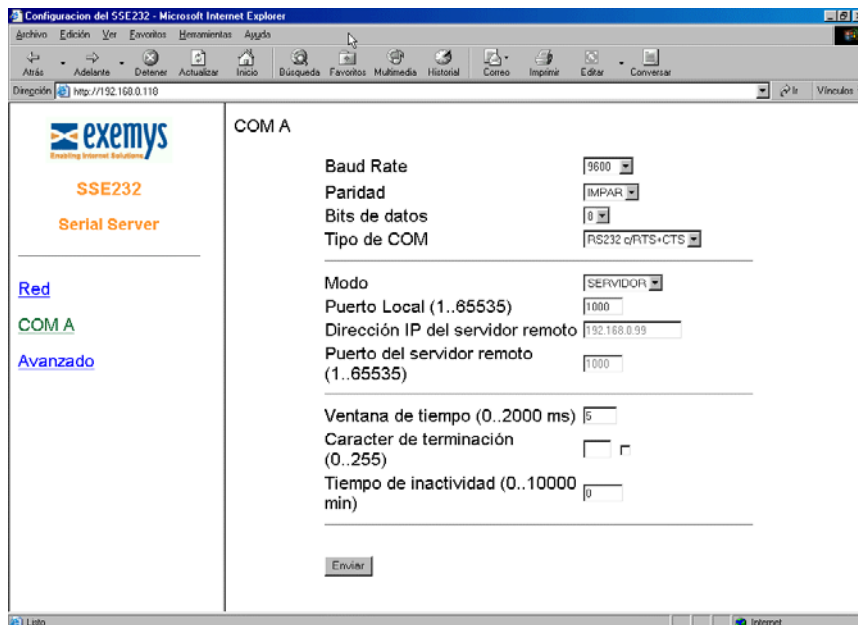 Configuracion del SSE232 - Microsoft Internet Explorer
Archivo Edición Ver Favoritos Herramientas Ayuda
Atrás Adelante Detener Actualizar Inicio Búsqueda Favoritos Multimedia Historial Correo Imprimir Editar Conversar
Dirección http://192.168.0.118 Ir Vínculos
exemys
Enabling Internet Solutions
SSE232
Serial Server
Red
COM A
Avanzado
COM A
Baud Rate 9600
Paridad IMPAR
Bits de datos 8
Tipo de COM RS232 c/RTS+CTS
Modo SERVIDOR
Puerto Local (1..65535) 1000
Dirección IP del servidor remoto 192.168.0.99
Puerto del servidor remoto
(1..65535) 1000
Ventana de tiempo (0..2000 ms) 5
Caracter de terminación
(0..255)
Tiempo de inactividad (0..10000
min) 0
Enviar
Listo Internet